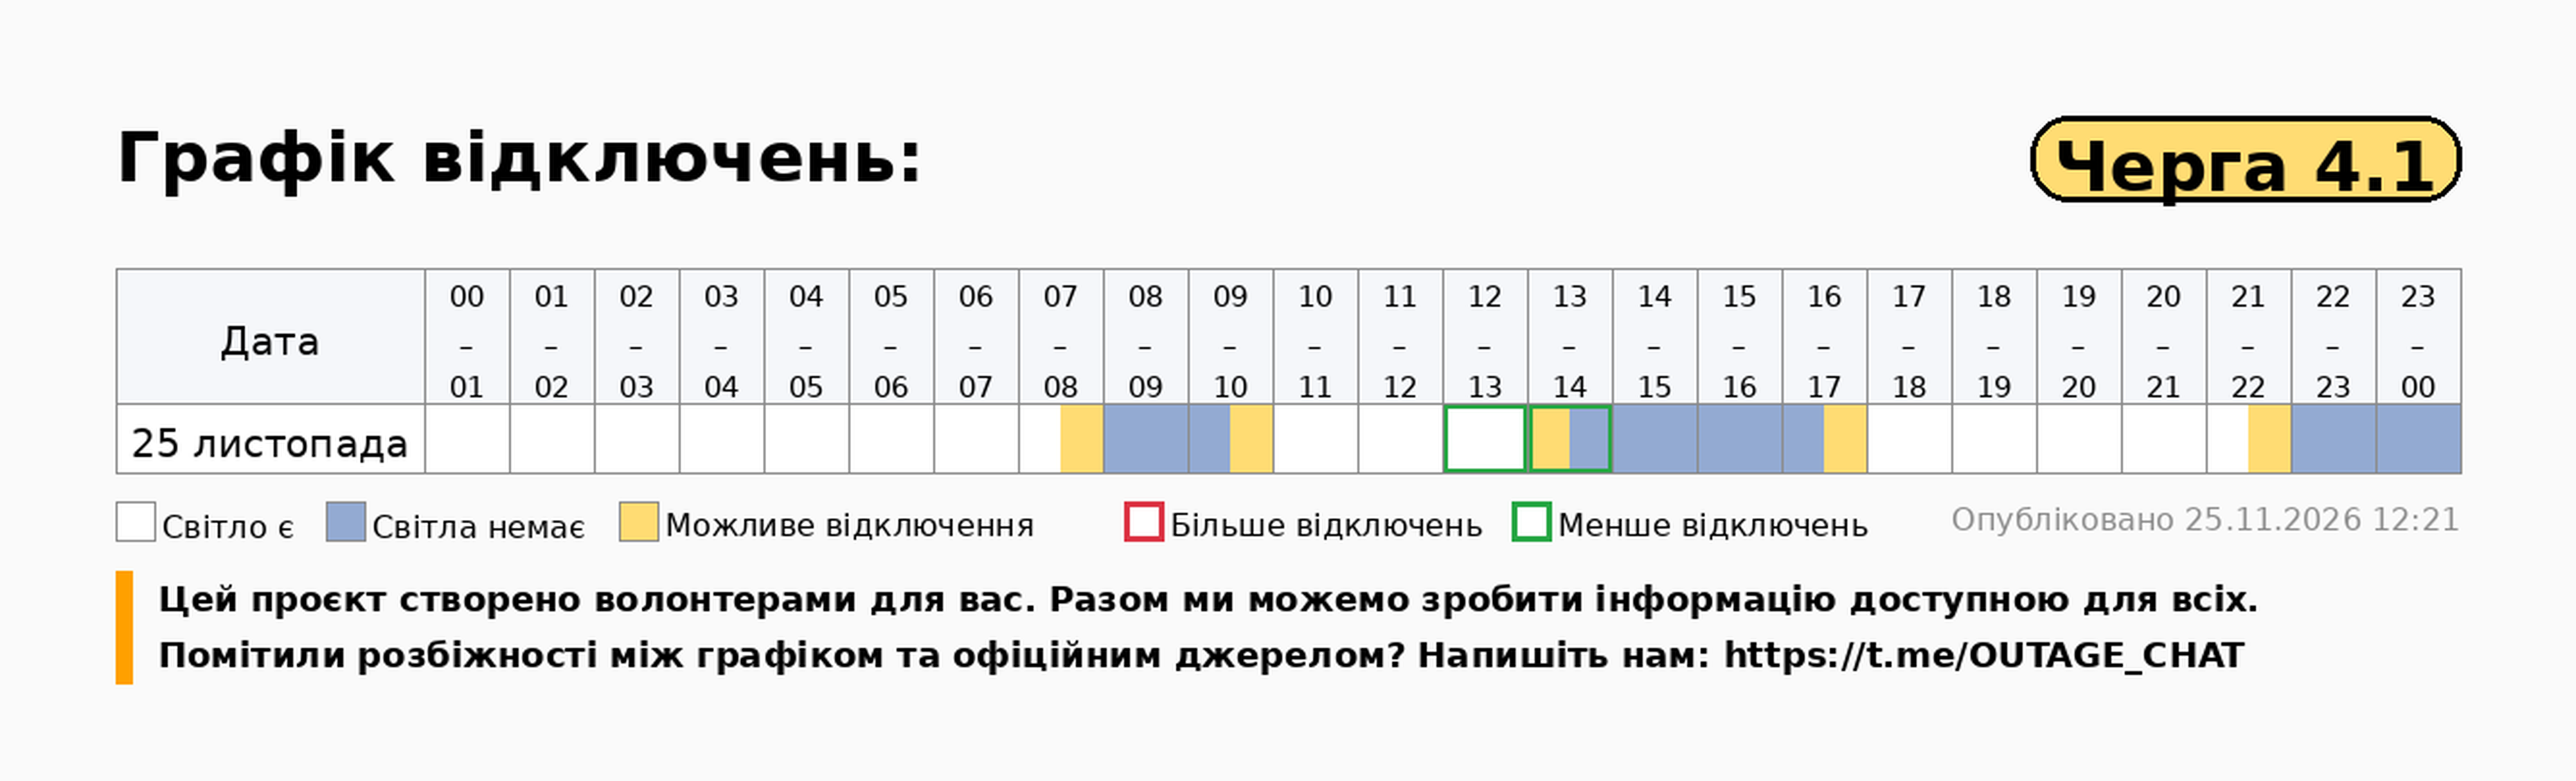 Графік відключень:
Черга 4.1
Дата
00 – 01
01 – 02
02 – 03
03 – 04
04 – 05
05 – 06
06 – 07
07 – 08
08 – 09
09 – 10
10 – 11
11 – 12
12 – 13
13 – 14
14 – 15
15 – 16
16 – 17
17 – 18
18 – 19
19 – 20
20 – 21
21 – 22
22 – 23
23 – 00
25 листопада
Світло є
Світла немає
Можливе відключення
Більше відключень
Менше відключень
Опубліковано 25.11.2026 12:21
Цей проєкт створено волонтерами для вас. Разом ми можемо зробити інформацію доступною для всіх.
Помітили розбіжності між графіком та офіційним джерелом? Напишіть нам: https://t.me/OUTAGE_CHAT